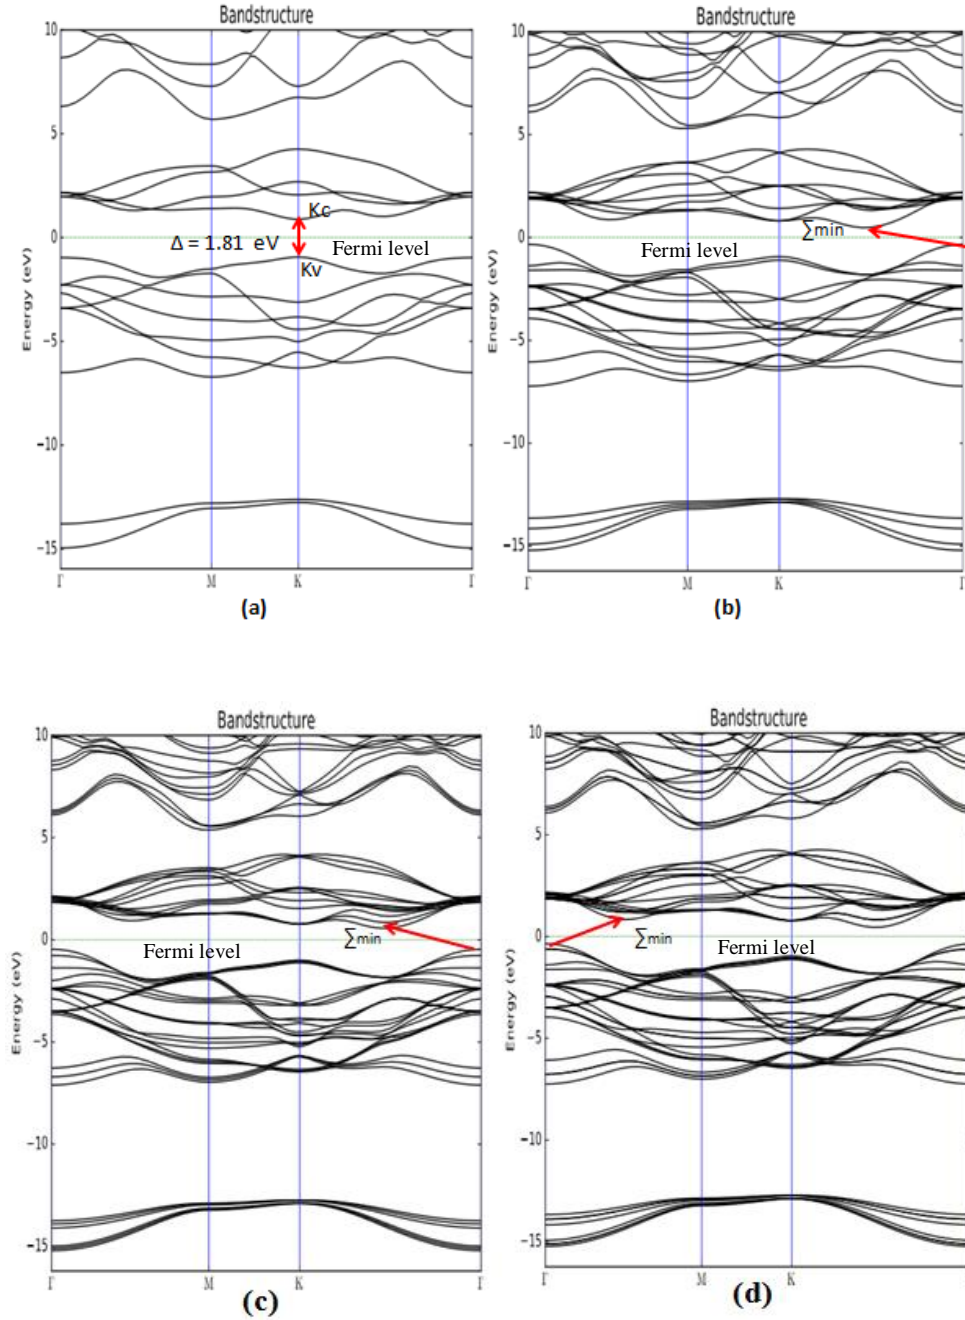 Bandstructure
10
5
0
−5
−10
−15
Energy (eV)
Kc
Δ = 1.81 eV
Fermi level
Kv
Γ M K Γ
(a)
Bandstructure
10
5
0
−5
−10
−15
Energy (eV)
∑min
Fermi level
Γ M K Γ
(b)
Bandstructure
10
5
0
−5
−10
−15
Energy (eV)
∑min
Fermi level
Γ M K Γ
(c)
Bandstructure
10
5
0
−5
−10
−15
Energy (eV)
∑min
Fermi level
Γ M K Γ
(d)